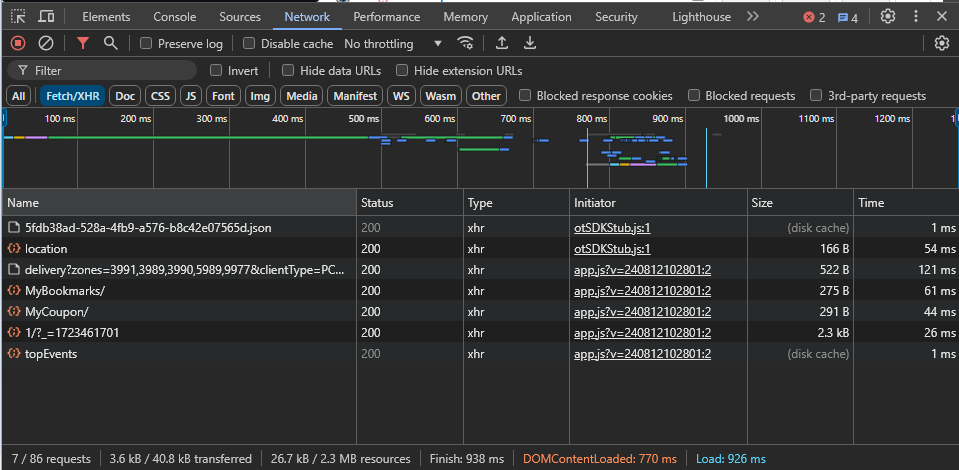 Elements Console Sources Network Performance Memory Application Security Lighthouse 2 4
Preserve log Disable cache No throttling
Filter Invert Hide data URLs Hide extension URLs
All Fetch/XHR Doc CSS JS Font Img Media Manifest WS Wasm Other Blocked response cookies Blocked requests 3rd-party requests
100 ms 200 ms 300 ms 400 ms 500 ms 600 ms 700 ms 800 ms 900 ms 1000 ms 1100 ms 1200 ms
Name Status Type Initiator Size Time
5fdb38ad-528a-4fb9-a576-b8c42e07565d.json 200 xhr otSDKStub.js:1 (disk cache) 1 ms
location 200 xhr otSDKStub.js:1 166 B 54 ms
delivery?zones=3991,3989,3990,5989,9977&clientType=PC... 200 xhr app.js?v=240812102801:2 522 B 121 ms
MyBookmarks/ 200 xhr app.js?v=240812102801:2 275 B 61 ms
MyCoupon/ 200 xhr app.js?v=240812102801:2 291 B 44 ms
1/?_=1723461701 200 xhr app.js?v=240812102801:2 2.3 kB 26 ms
topEvents 200 xhr app.js?v=240812102801:2 (disk cache) 1 ms
7 / 86 requests 3.6 kB / 40.8 kB transferred 26.7 kB / 2.3 MB resources Finish: 938 ms DOMContentLoaded: 770 ms Load: 926 ms